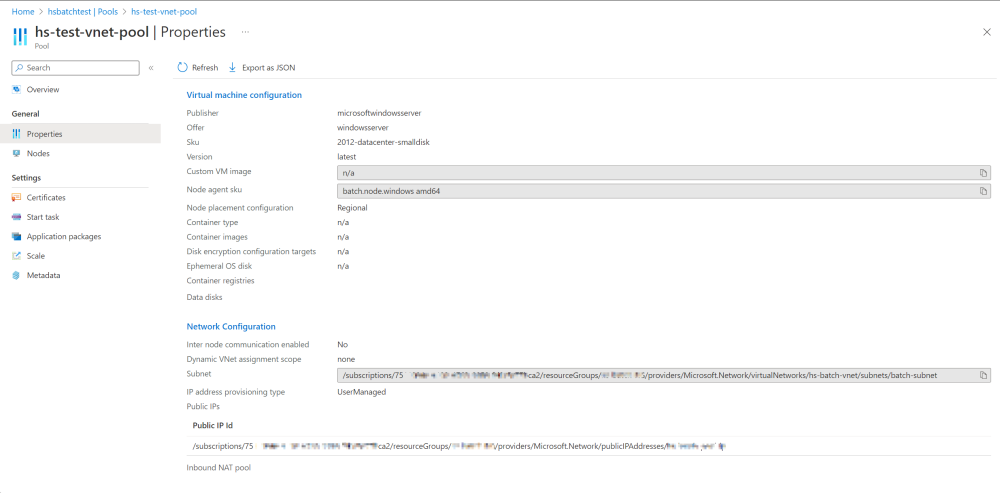 Home > hsbatchtest | Pools > hs-test-vnet-pool
hs-test-vnet-pool | Properties ...
Pool
Search «
Refresh Export as JSON
Overview
General
Properties
Nodes
Settings
Certificates
Start task
Application packages
Scale
Metadata
Virtual machine configuration
Publisher microsoftwindowsserver
Offer windowsserver
Sku 2012-datacenter-smalldisk
Version latest
Custom VM image n/a
Node agent sku batch.node.windows amd64
Node placement configuration Regional
Container type n/a
Container images n/a
Disk encryption configuration targets n/a
Ephemeral OS disk n/a
Container registries
Data disks
Network Configuration
Inter node communication enabled No
Dynamic VNet assignment scope none
Subnet /subscriptions/75 ca2/resourceGroups/ /providers/Microsoft.Network/virtualNetworks/hs-batch-vnet/subnets/batch-subnet
IP address provisioning type UserManaged
Public IPs
Public IP Id
/subscriptions/75 ca2/resourceGroups/ /providers/Microsoft.Network/publicIPAddresses/
Inbound NAT pool